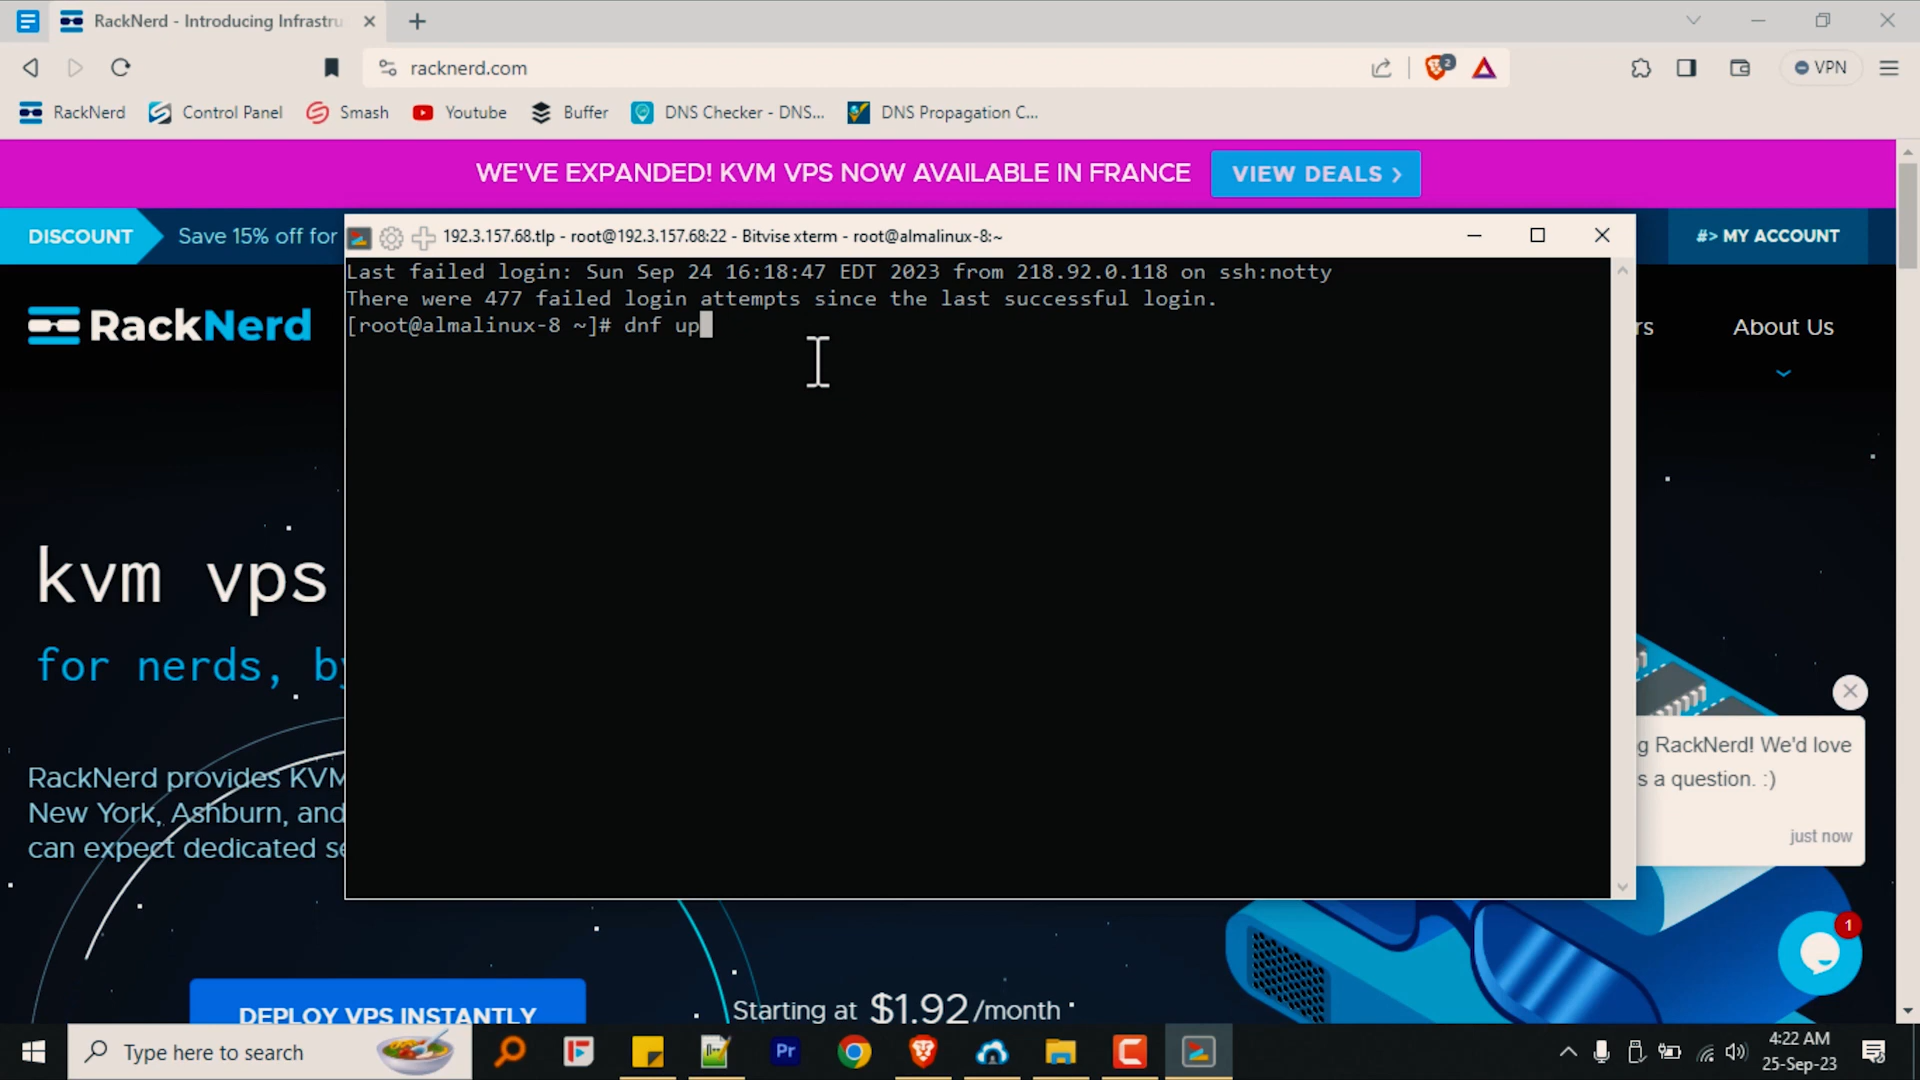 RackNerd - Introducing Infrastru
racknerd.com
2
VPN
RackNerd
Control Panel
Smash
Youtube
Buffer
DNS Checker - DNS...
DNS Propagation C...
WE'VE EXPANDED! KVM VPS NOW AVAILABLE IN FRANCE
VIEW DEALS
DISCOUNT
Save 15% off for
#> MY ACCOUNT
192.3.157.68.tlp - root@192.3.157.68:22 - Bitvise xterm - root@almalinux-8:~
Last failed login: Sun Sep 24 16:18:47 EDT 2023 from 218.92.0.118 on ssh:notty
There were 477 failed login attempts since the last successful login.
[root@almalinux-8 ~]# dnf up
RackNerd
rs
About Us
kvm vps
for nerds, by
RackNerd provides KVM
New York, Ashburn, and
can expect dedicated se
g RackNerd! We'd love
s a question. :)
just now
1
DEPLOY VPS INSTANTLY
Starting at $1.92/month
Type here to search
Pr
4:22 AM
25-Sep-23